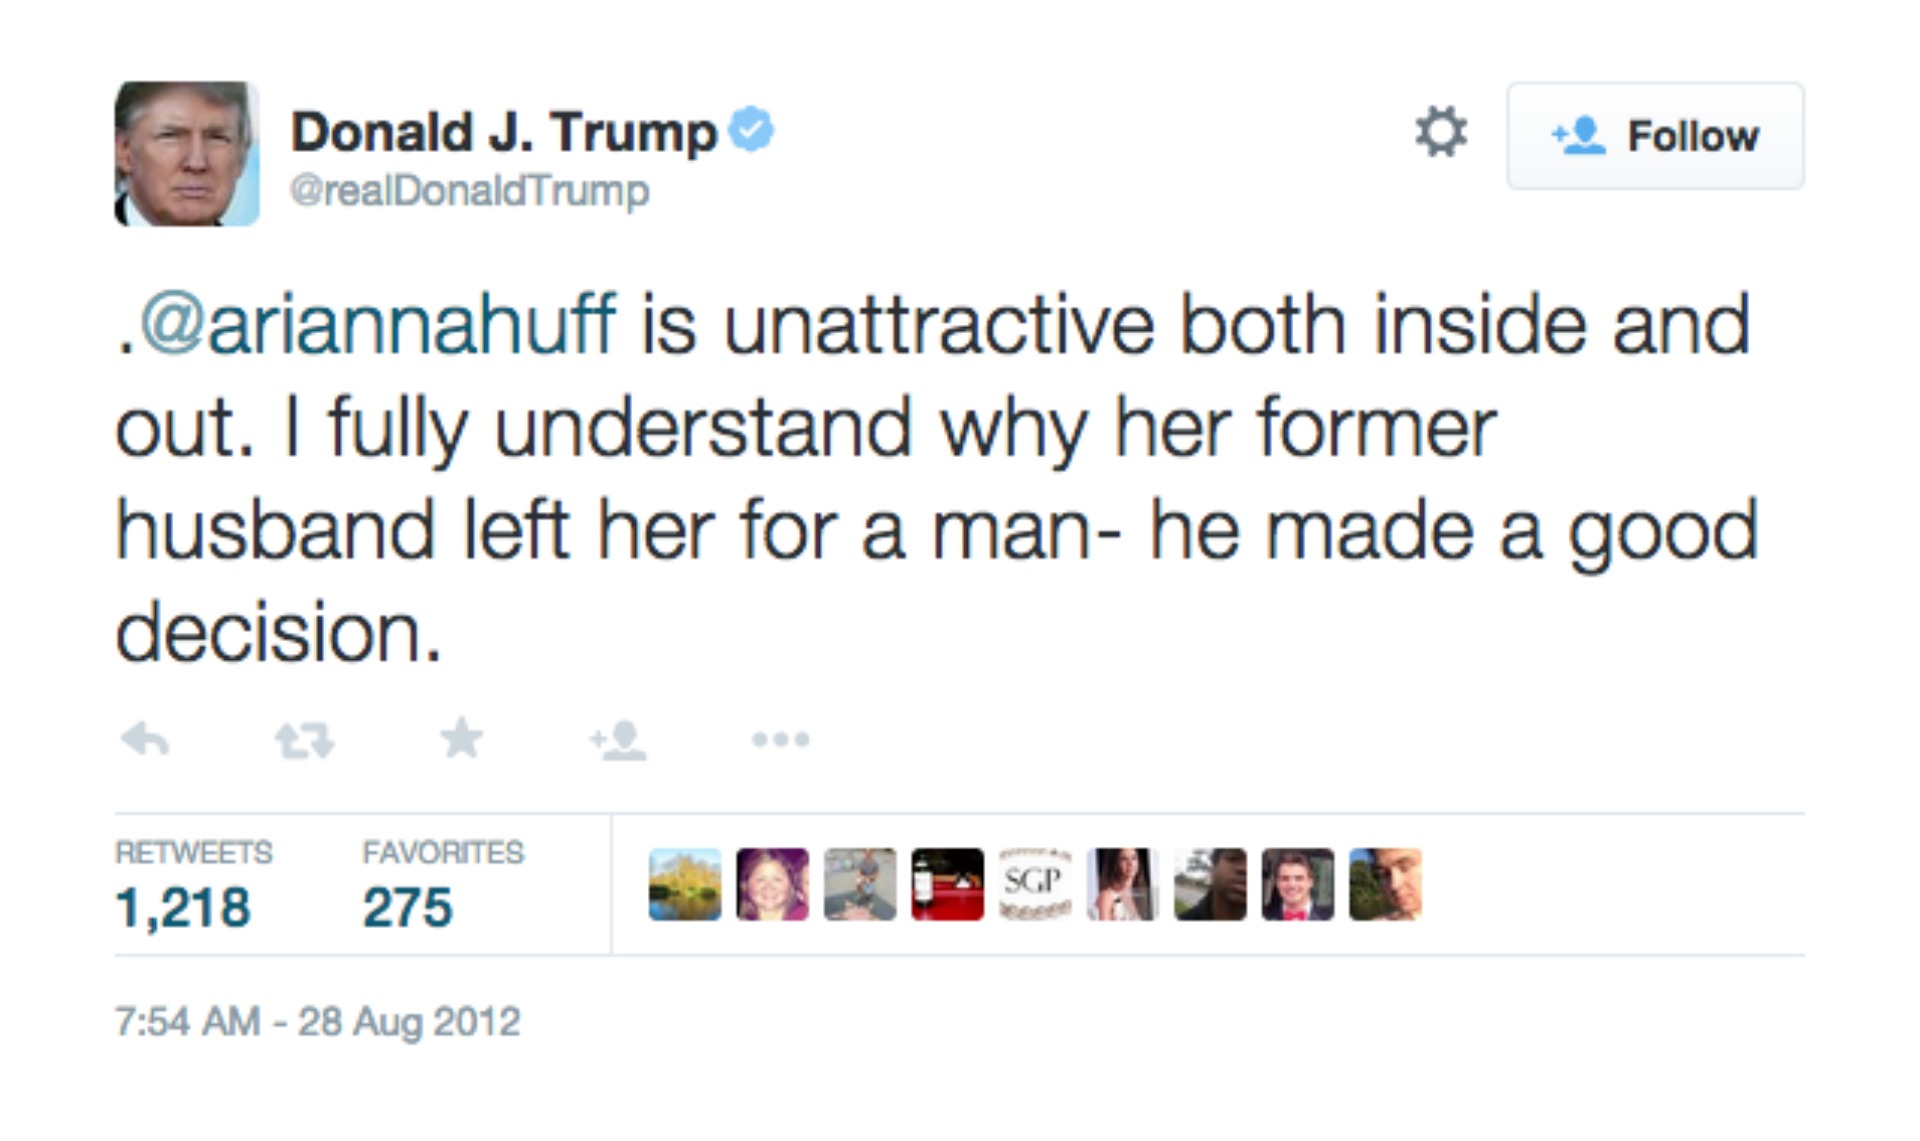 Donald J. Trump
@realDonaldTrump
Follow
.@ariannahuff is unattractive both inside and
out. I fully understand why her former
husband left her for a man- he made a good
decision.
RETWEETS FAVORITES
1,218 275
SGP
7:54 AM - 28 Aug 2012